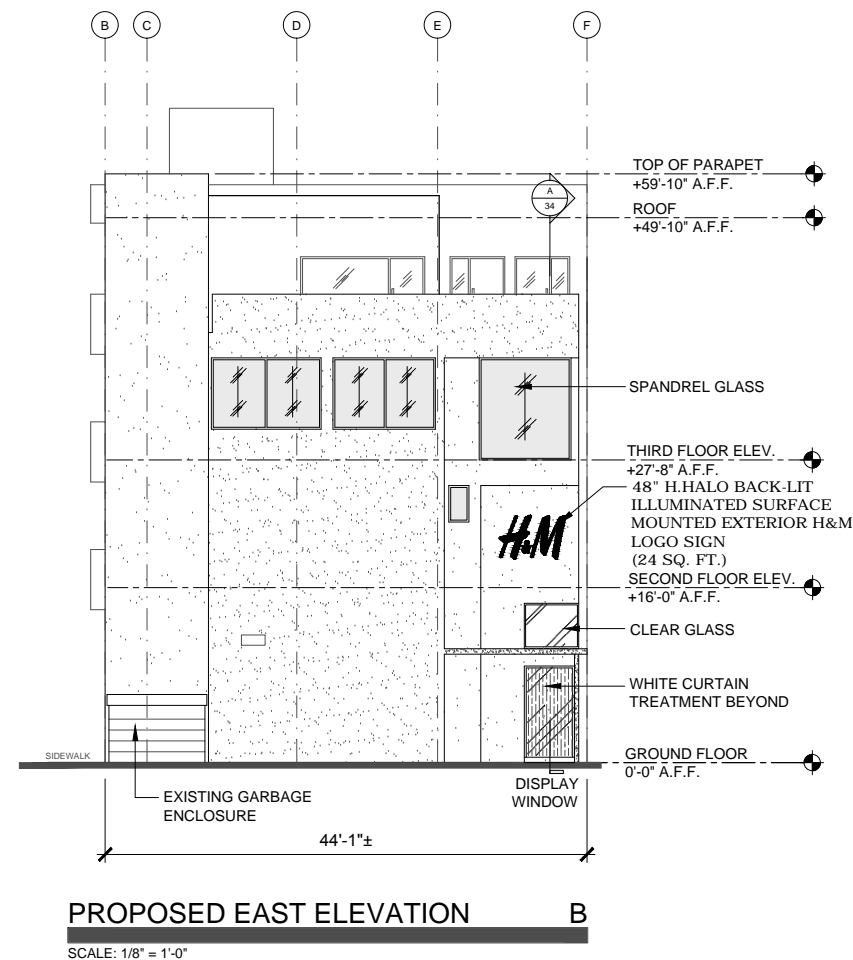 B C D E F
TOP OF PARAPET
+59'-10" A.F.F.
A
34
ROOF
+49'-10" A.F.F.
SPANDREL GLASS
THIRD FLOOR ELEV.
+27'-8" A.F.F.
48" H.HALO BACK-LIT
ILLUMINATED SURFACE
MOUNTED EXTERIOR H&M
LOGO SIGN
(24 SQ. FT.)
H&M
SECOND FLOOR ELEV.
+16'-0" A.F.F.
CLEAR GLASS
WHITE CURTAIN
TREATMENT BEYOND
SIDEWALK
GROUND FLOOR
0'-0" A.F.F.
DISPLAY
WINDOW
EXISTING GARBAGE
ENCLOSURE
44'-1"±
PROPOSED EAST ELEVATION B
SCALE: 1/8" = 1'-0"